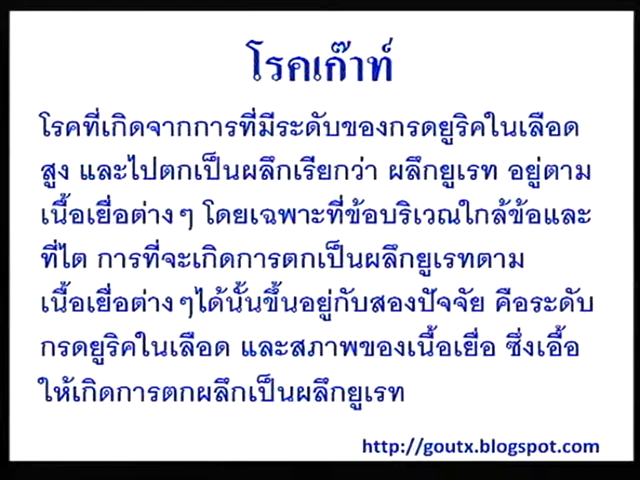 โรคเก๊าท์
โรคที่เกิดจากการที่มีระดับของกรดยูริคในเลือด
สูง และไปตกเป็นผลึกเรียกว่า ผลึกยูเรท อยู่ตาม
เนื้อเยื่อต่างๆ โดยเฉพาะที่ข้อบริเวณใกล้ข้อและ
ที่ไต การที่จะเกิดการตกเป็นผลึกยูเรทตาม
เนื้อเยื่อต่างๆได้นั้นขึ้นอยู่กับสองปัจจัย คือระดับ
กรดยูริคในเลือด และสภาพของเนื้อเยื่อ ซึ่งเอื้อ
ให้เกิดการตกผลึกเป็นผลึกยูเรท
http://goutx.blogspot.com